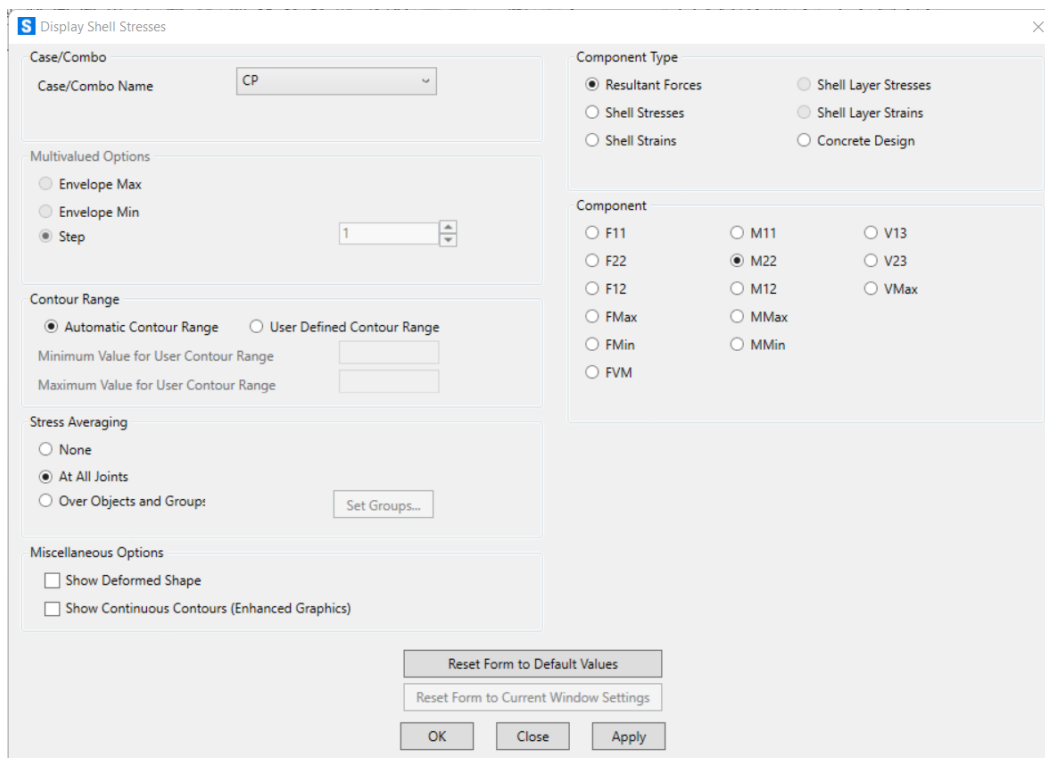 S Display Shell Stresses
Case/Combo
Case/Combo Name CP
Multivalued Options
Envelope Max
Envelope Min
Step 1
Contour Range
Automatic Contour Range User Defined Contour Range
Minimum Value for User Contour Range
Maximum Value for User Contour Range
Stress Averaging
None
At All Joints
Over Objects and Groups Set Groups...
Miscellaneous Options
Show Deformed Shape
Show Continuous Contours (Enhanced Graphics)
Component Type
Resultant Forces Shell Layer Stresses
Shell Stresses Shell Layer Strains
Shell Strains Concrete Design
Component
F11 M11 V13
F22 M22 V23
F12 M12 VMax
FMax MMax
FMin MMin
FVM
Reset Form to Default Values
Reset Form to Current Window Settings
OK Close Apply